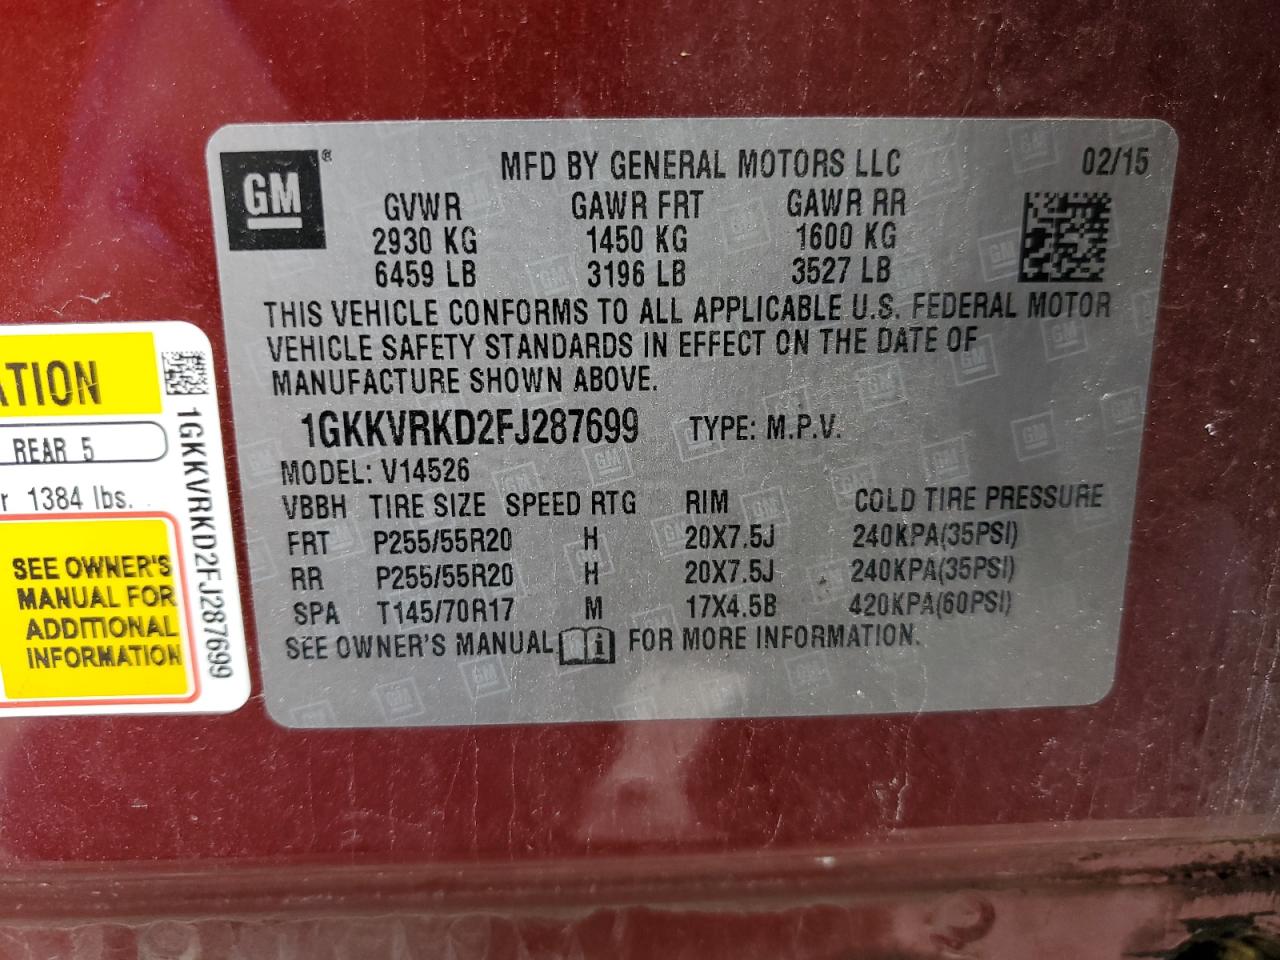 GM
®
MFD BY GENERAL MOTORS LLC 02/15
GVWR GAWR FRT GAWR RR
2930 KG 1450 KG 1600 KG
6459 LB 3196 LB 3527 LB
THIS VEHICLE CONFORMS TO ALL APPLICABLE U.S. FEDERAL MOTOR
VEHICLE SAFETY STANDARDS IN EFFECT ON THE DATE OF
MANUFACTURE SHOWN ABOVE.
1GKKVRKD2FJ287699 TYPE: M.P.V.
MODEL: V14526
VBBH TIRE SIZE SPEED RTG RIM COLD TIRE PRESSURE
FRT P255/55R20 H 20X7.5J 240KPA(35PSI)
RR P255/55R20 H 20X7.5J 240KPA(35PSI)
SPA T145/70R17 M 17X4.5B 420KPA(60PSI)
SEE OWNER'S MANUAL i FOR MORE INFORMATION.
ATION
REAR 5
r 1384 lbs.
SEE OWNER'S
MANUAL FOR
ADDITIONAL
INFORMATION
1GKKVRKD2FJ287699